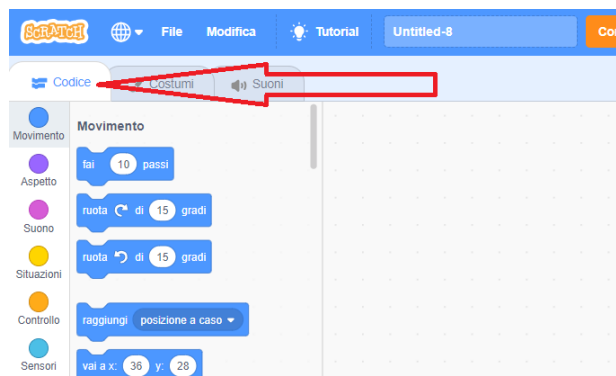 SCRATCH File Modifica Tutorial Untitled-8
Codice Costumi Suoni
Movimento
Aspetto
Suono
Situazioni
Controllo
Sensori
Movimento
fai 10 passi
ruota di 15 gradi
ruota di 15 gradi
raggiungi posizione a caso
vai a x: 36 y: 28